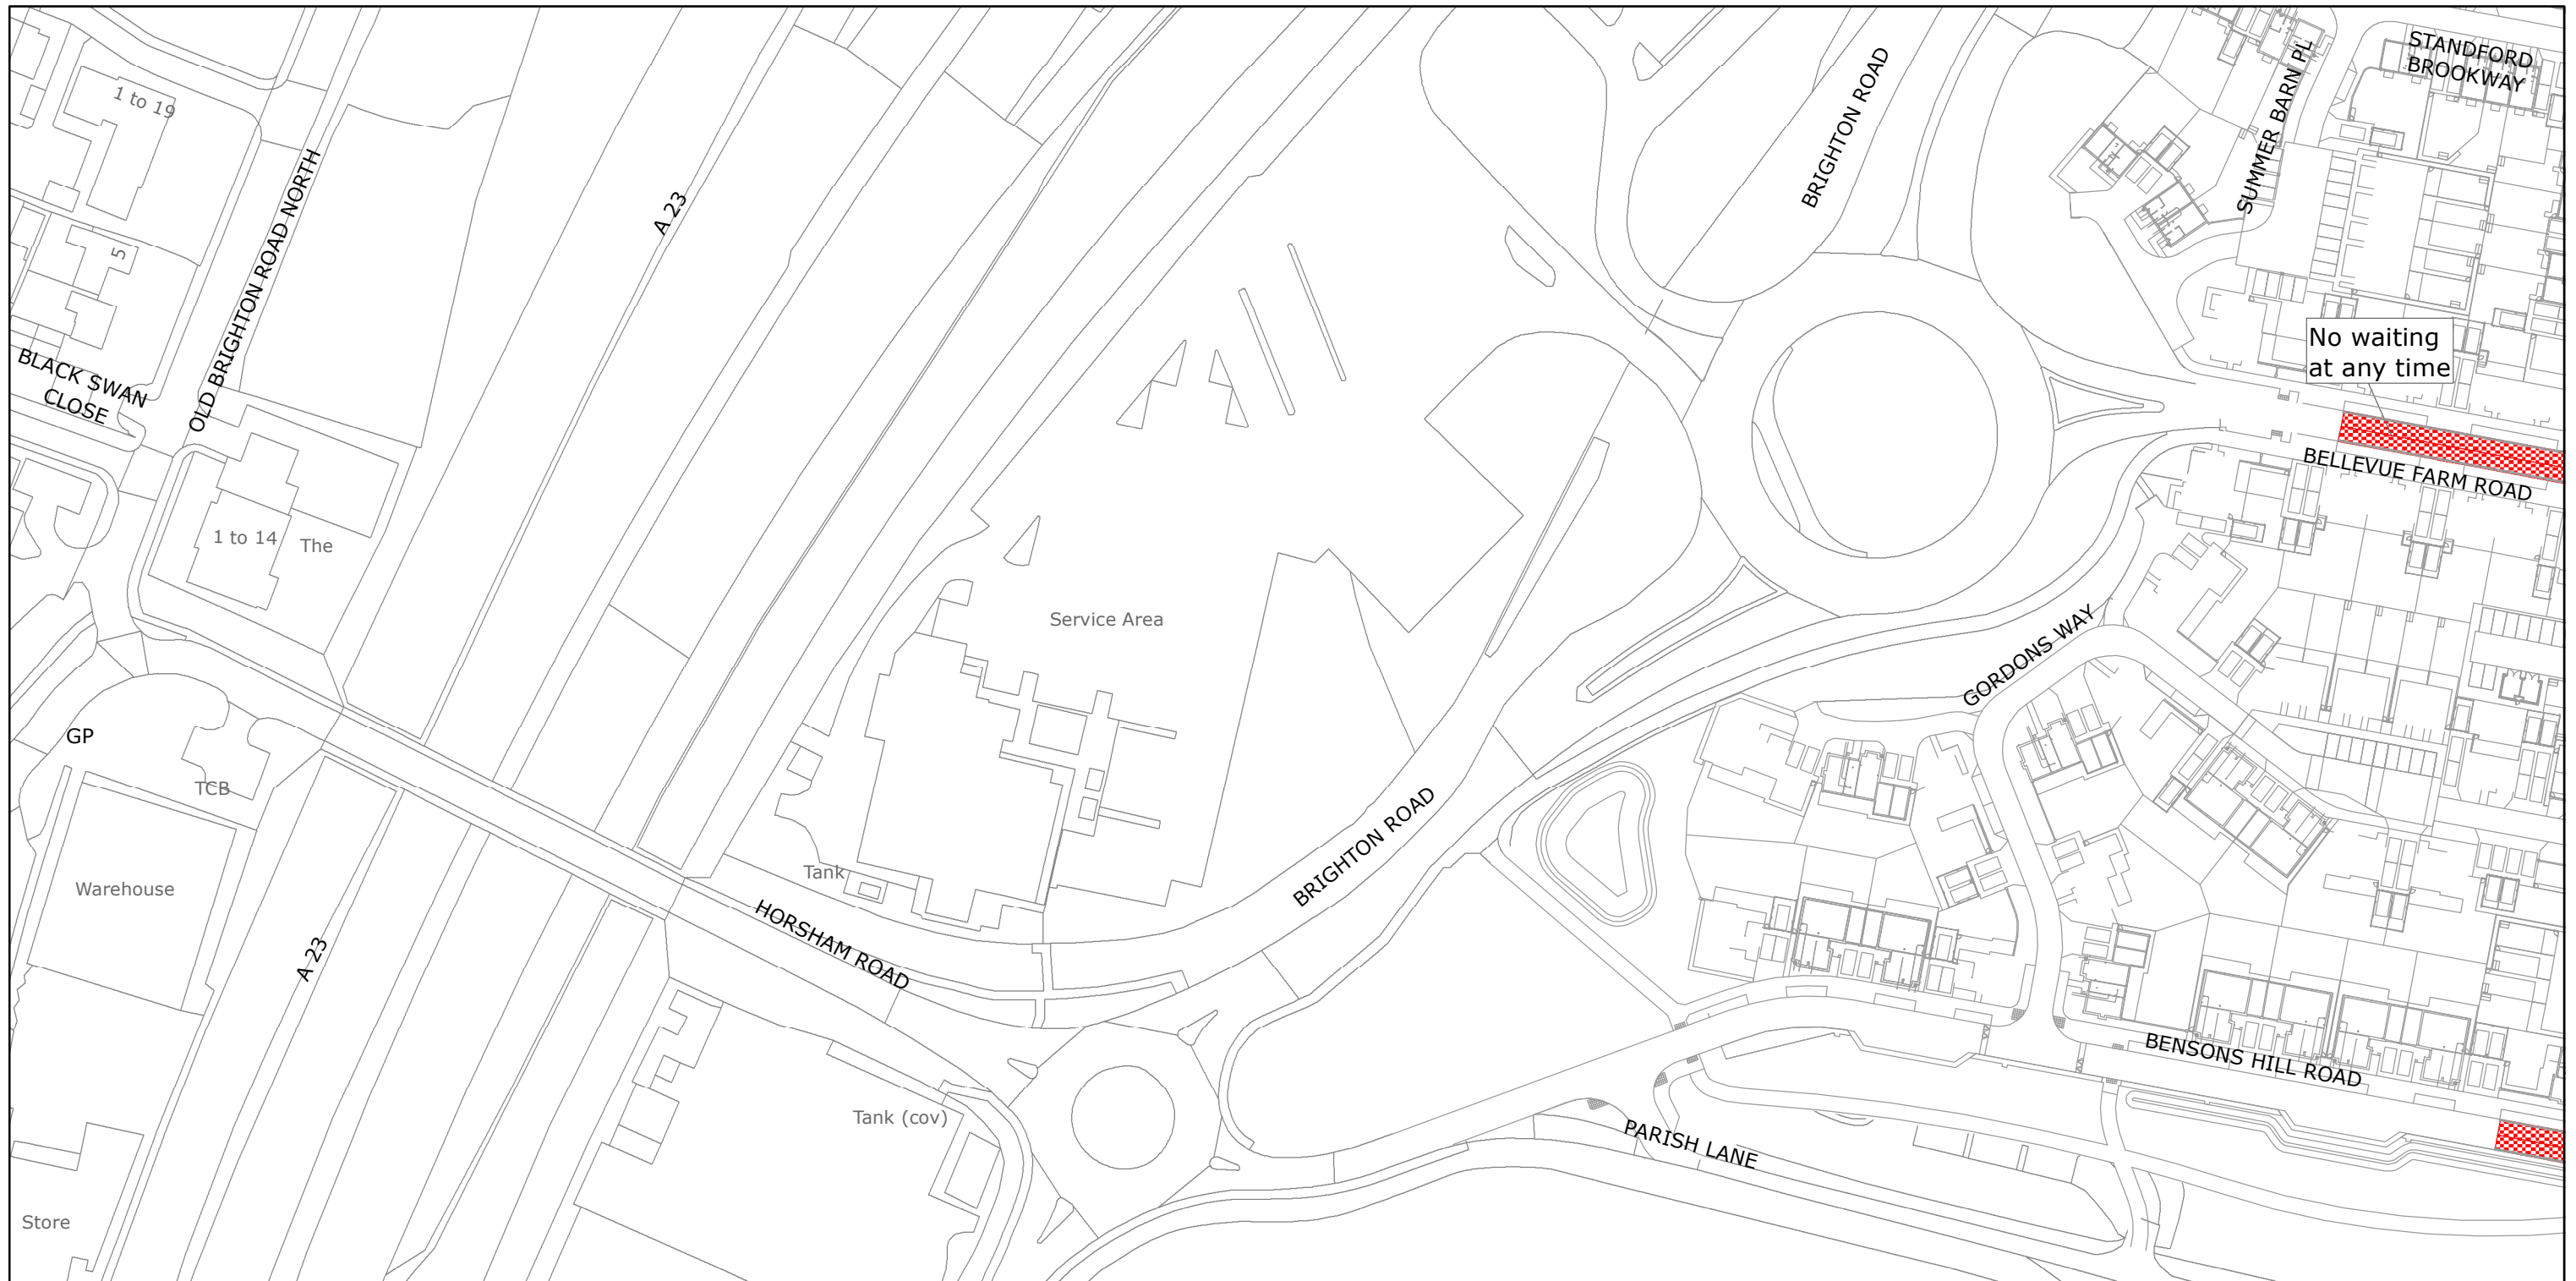 STANDFORD
BROOKWAY
BRIGHTON ROAD
SUMMER BARN PL
1 to 19
A 23
OLD BRIGHTON ROAD NORTH
5
No waiting
at any time
BLACK SWAN
CLOSE
BELLEVUE FARM ROAD
1 to 14
The
Service Area
GORDONS WAY
GP
TCB
BRIGHTON ROAD
Tank
Warehouse
HORSHAM ROAD
A 23
BENSONS HILL ROAD
Tank (cov)
PARISH LANE
Store